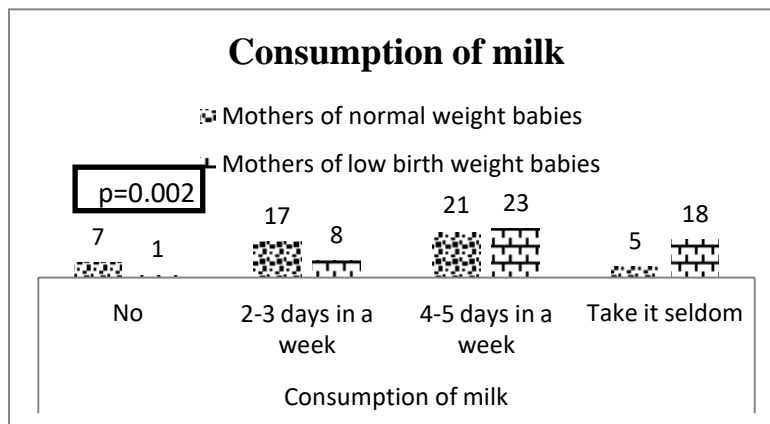 Consumption of milk
Mothers of normal weight babies
Mothers of low birth weight babies
p=0.002
7
1
17
8
21
23
5
18
No
2-3 days in a
week
4-5 days in a
week
Take it seldom
Consumption of milk